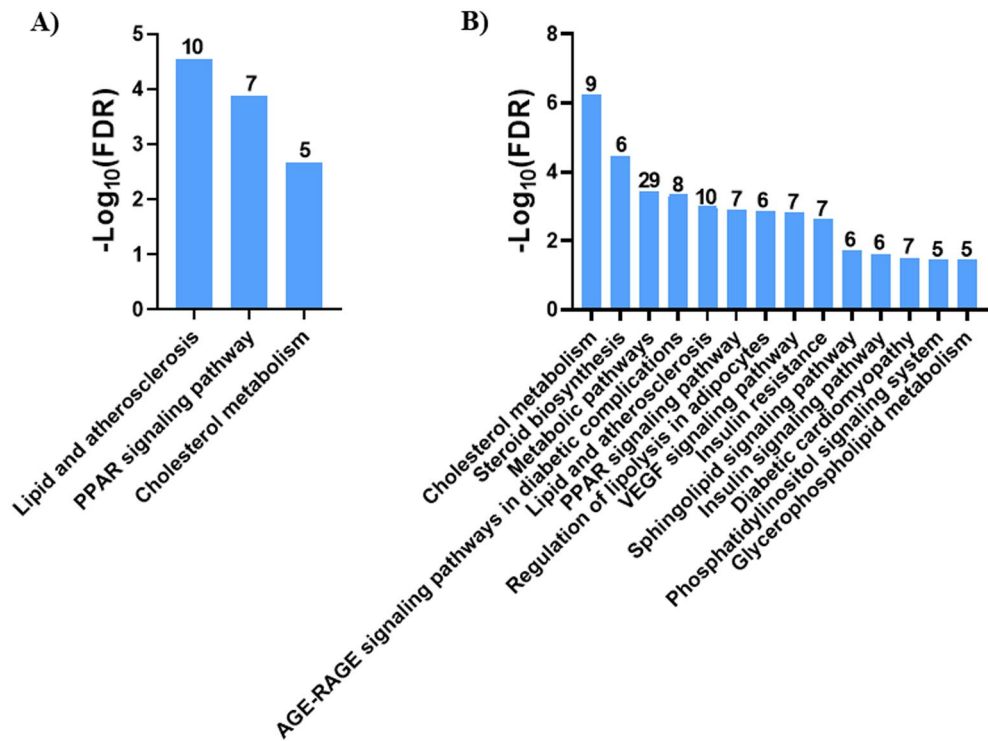 A)
-Log10(FDR)
5
4
3
2
1
0
10
7
5
Lipid and atherosclerosis
PPAR signaling pathway
Cholesterol metabolism
B)
-Log10(FDR)
8
6
4
2
0
9
6
29
8
10
7
6
7
7
6
6
7
5
5
Cholesterol metabolism
Steroid biosynthesis
Metabolic pathways
AGE-RAGE signaling pathways in diabetic complications
Lipid and atherosclerosis
PPAR signaling pathway
Regulation of lipolysis in adipocytes
VEGF signaling pathway
Insulin resistance
Sphingolipid signaling pathway
Insulin signaling pathway
Diabetic cardiomyopathy
Phosphatidylinositol signaling system
Glycerophospholipid metabolism